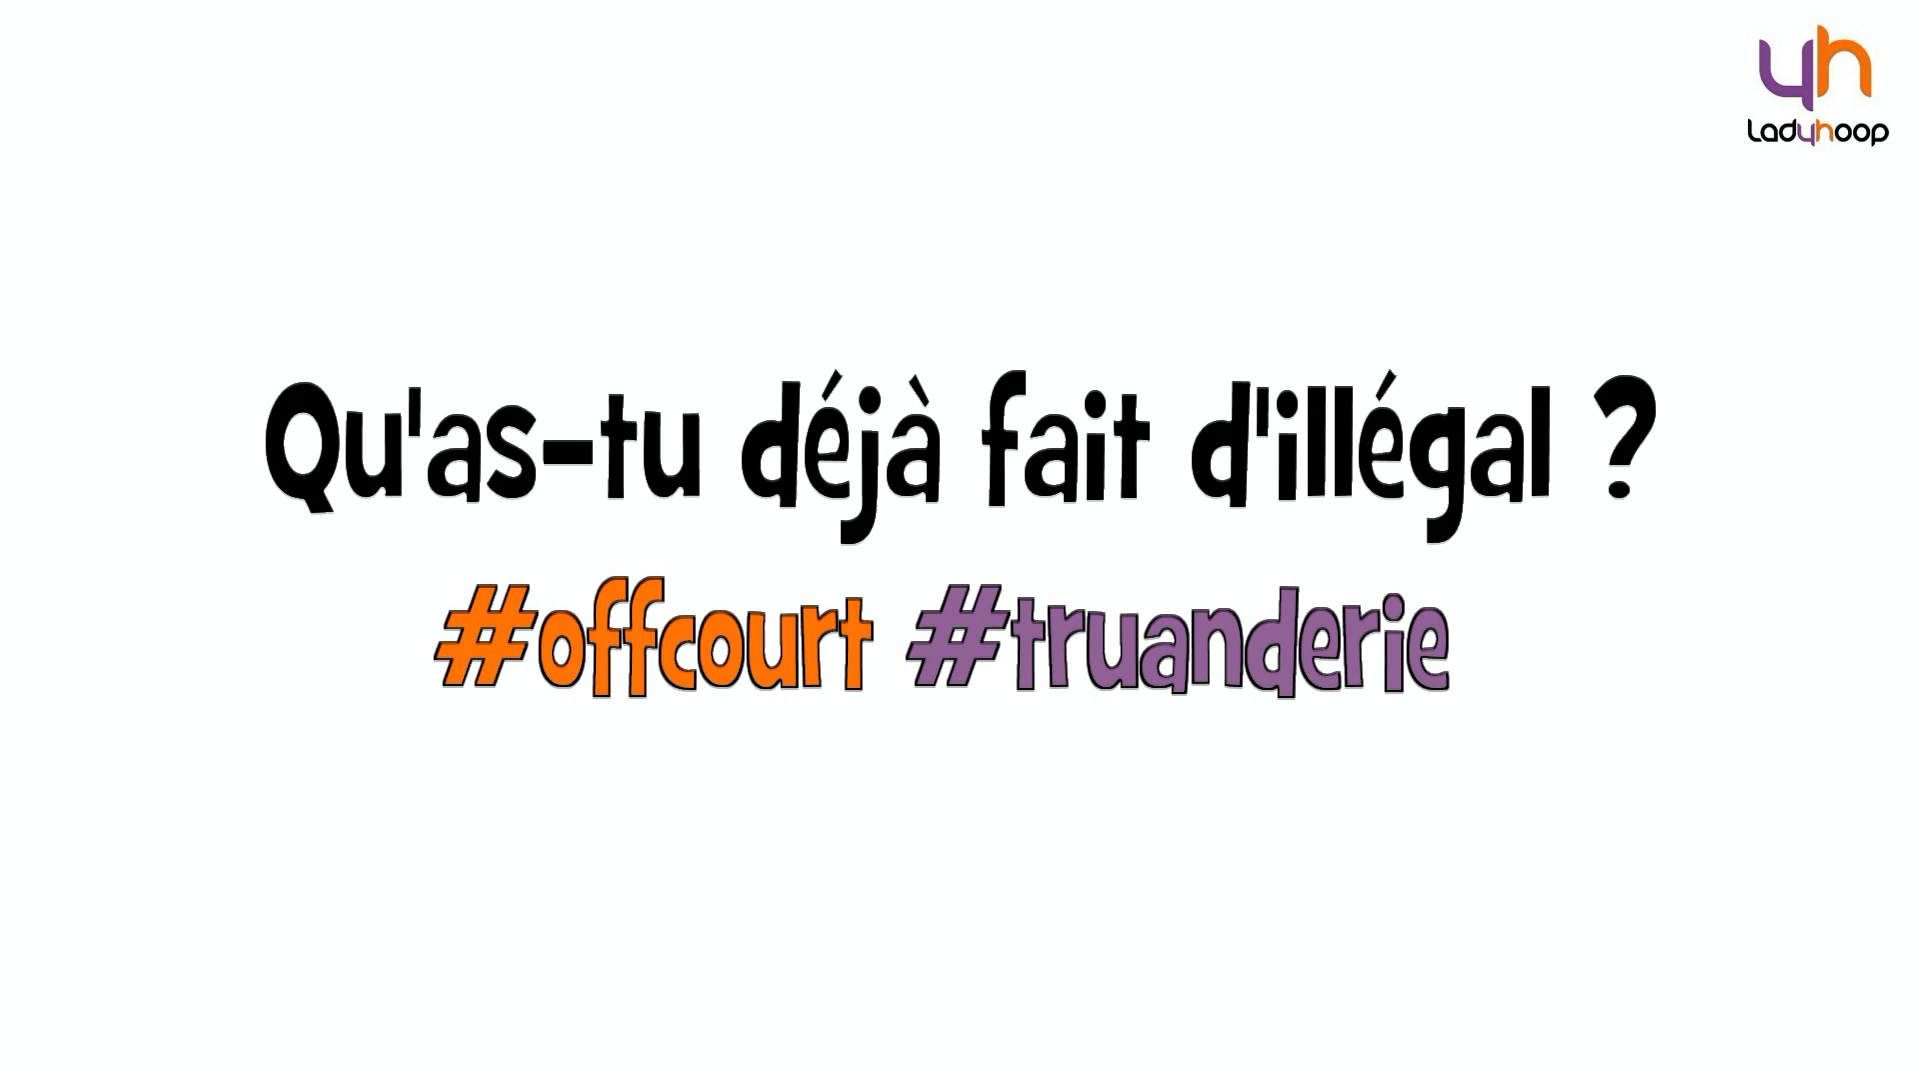 yh
Ladyhoop
Qu'as-tu déjà fait d'illégal ?
#offcourt #truanderie